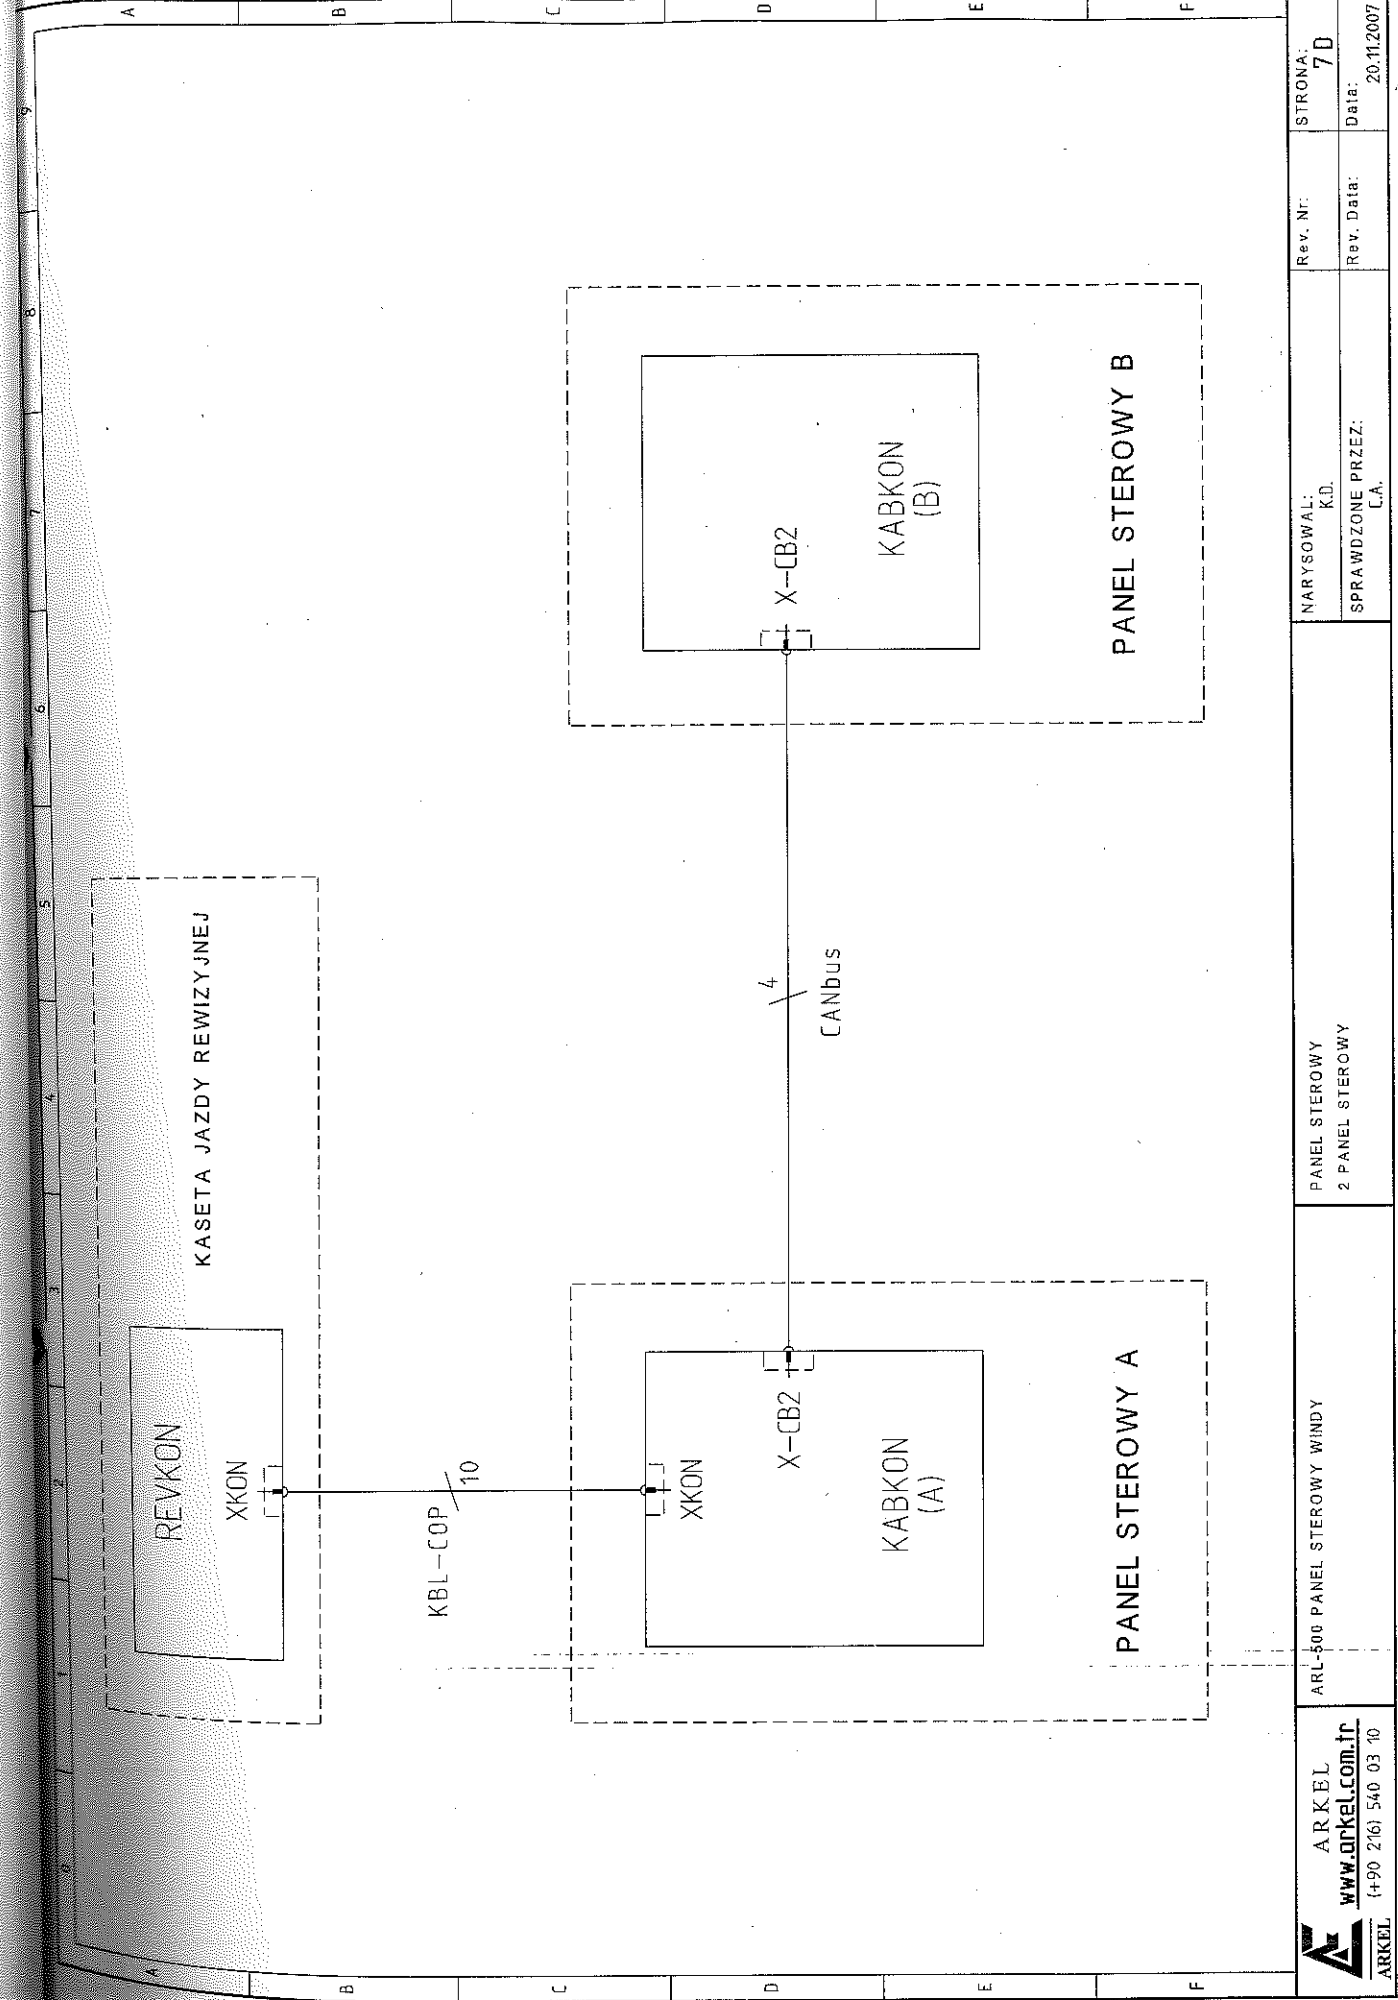 0 1 2 3 4 5 6 7 8 9
A
B
C
D
E
F
A
B
C
D
E
F
REVKON
XKON
KASETA JAZDY REWIZYJNEJ
KBL-COP
10
XKON
X-CB2
KABKON
(A)
PANEL STEROWY A
4
CANbus
X-CB2
KABKON
(B)
PANEL STEROWY B
ARKEL
ARKEL
www.arkel.com.tr
(+90 216) 540 03 10
ARL-500 PANEL STEROWY WINDY
PANEL STEROWY
2 PANEL STEROWY
NARYSOWAL:
K.D.
SPRAWDZONE PRZEZ:
C.A.
Rev. Nr:
Rev. Data:
STRONA:
7D
Data:
20.11.2007